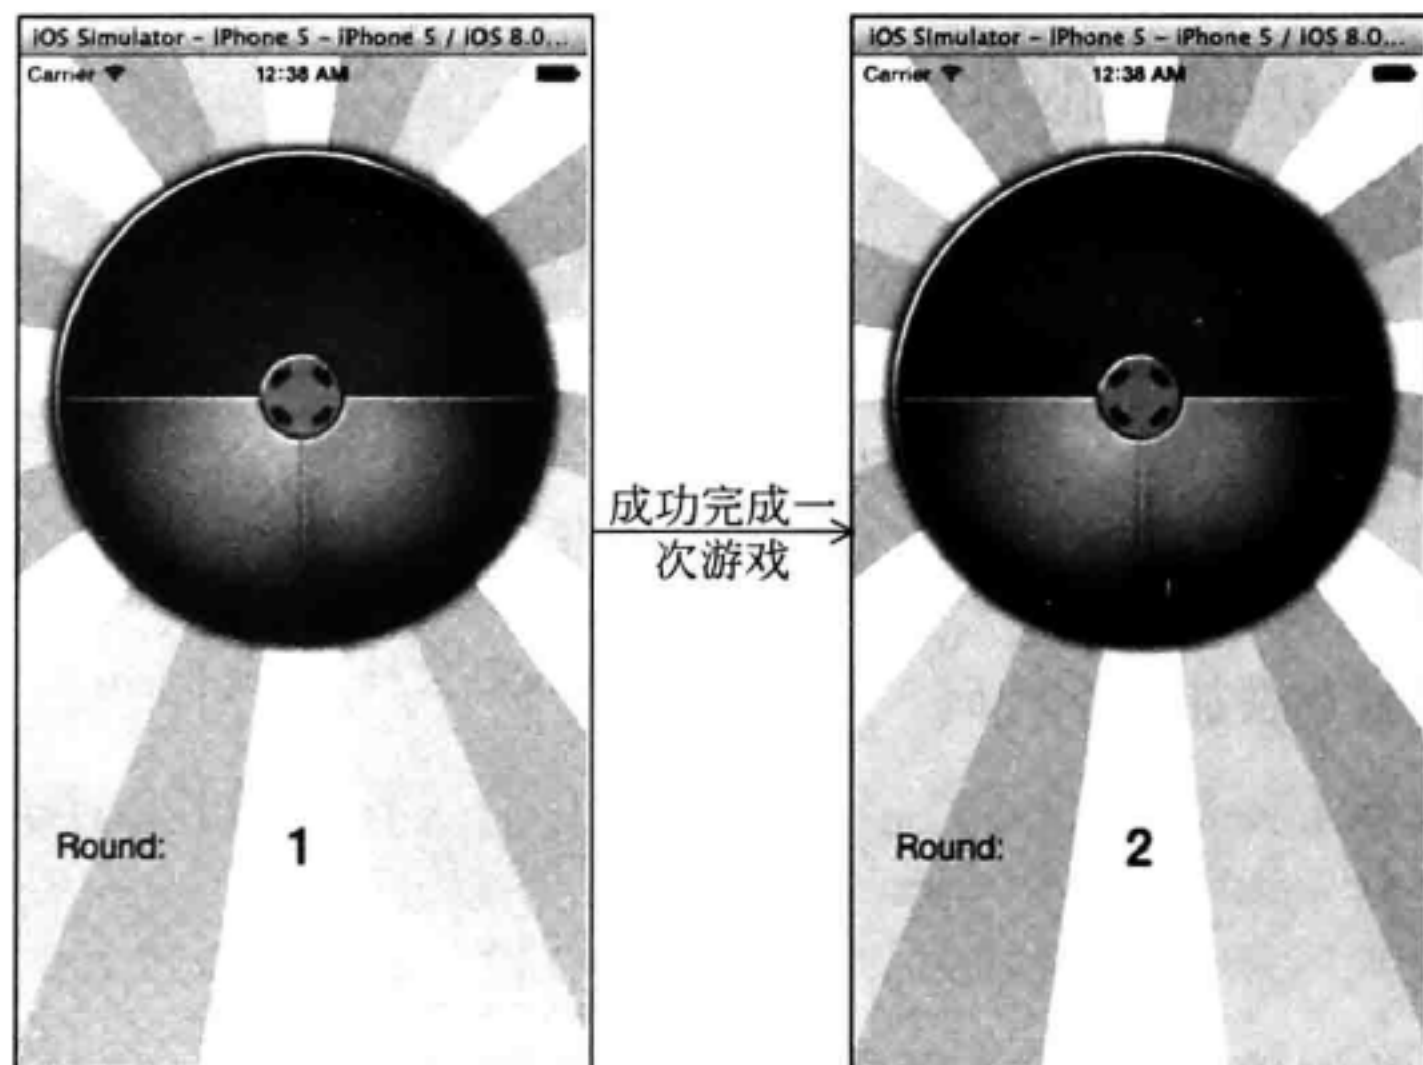 iOS Simulator – iPhone 5 – iPhone 5 / iOS 8.0...
Carrier 12:38 AM
Round: 1
成功完成一
次游戏
iOS Simulator – iPhone 5 – iPhone 5 / iOS 8.0...
Carrier 12:38 AM
Round: 2